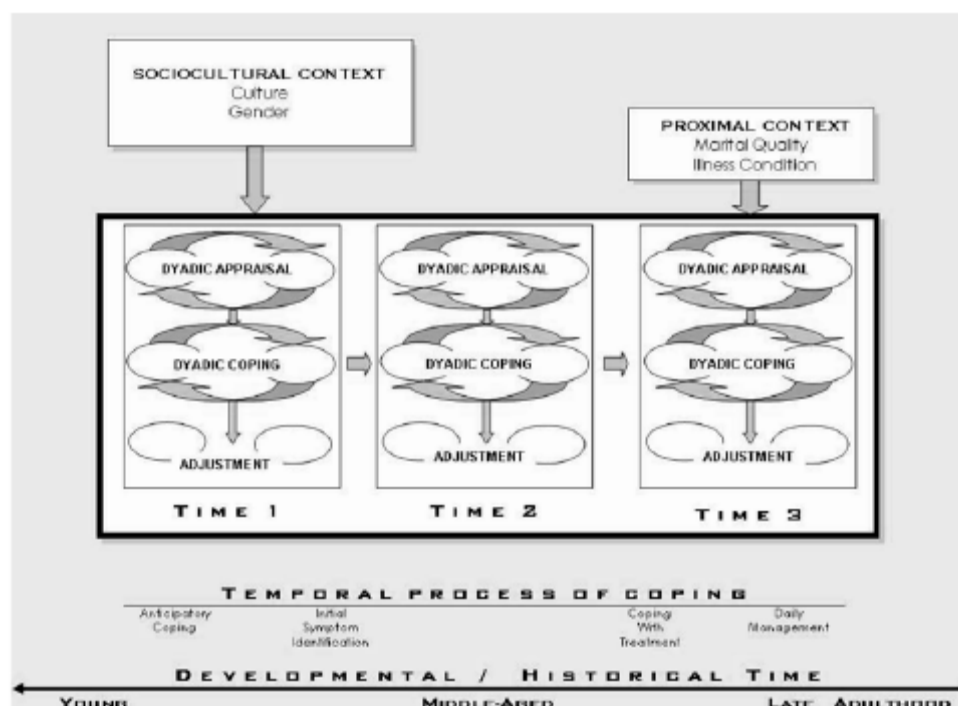 SOCIOCULTURAL CONTEXT
Culture
Gender
PROXIMAL CONTEXT
Marital Quality
Illness Condition
DYADIC APPRAISAL
DYADIC COPING
ADJUSTMENT
TIME 1
DYADIC APPRAISAL
DYADIC COPING
ADJUSTMENT
TIME 2
DYADIC APPRAISAL
DYADIC COPING
ADJUSTMENT
TIME 3
TEMPORAL PROCESS OF COPING
Anticipatory
Coping
Initial
Symptom
Identification
Coping
With
Treatment
Daily
Management
DEVELOPMENTAL / HISTORICAL TIME
YOUNG
MIDDLE-AGED
LATE ADULTHOOD